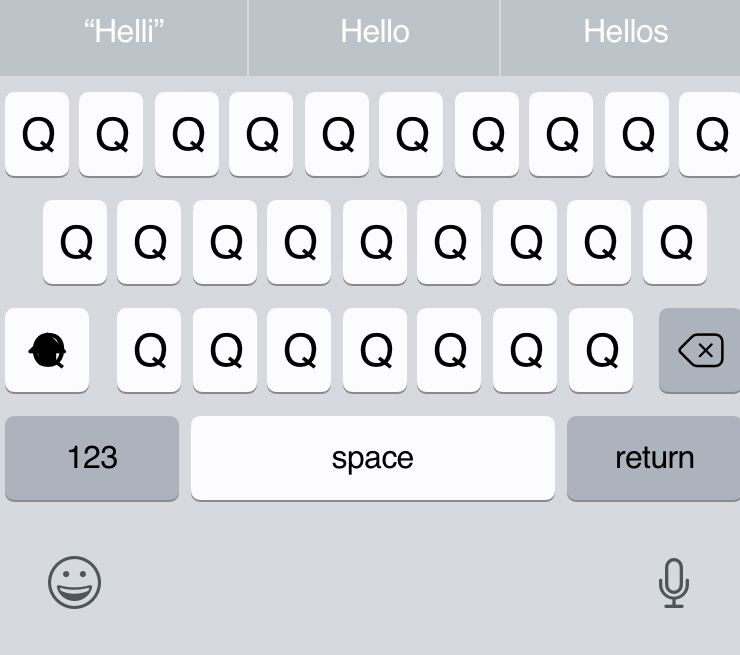 “Helli” Hello Hellos
Q Q Q Q Q Q Q Q Q Q
Q Q Q Q Q Q Q Q Q
Q Q Q Q Q Q Q
123 space return